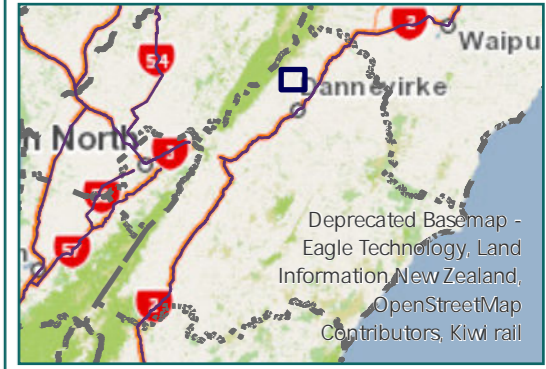 2
Waipu
54
Dannevirke
n North
3
57
2
Deprecated Basemap -
Eagle Technology, Land
Information New Zealand,
OpenStreetMap
Contributors, Kiwi rail